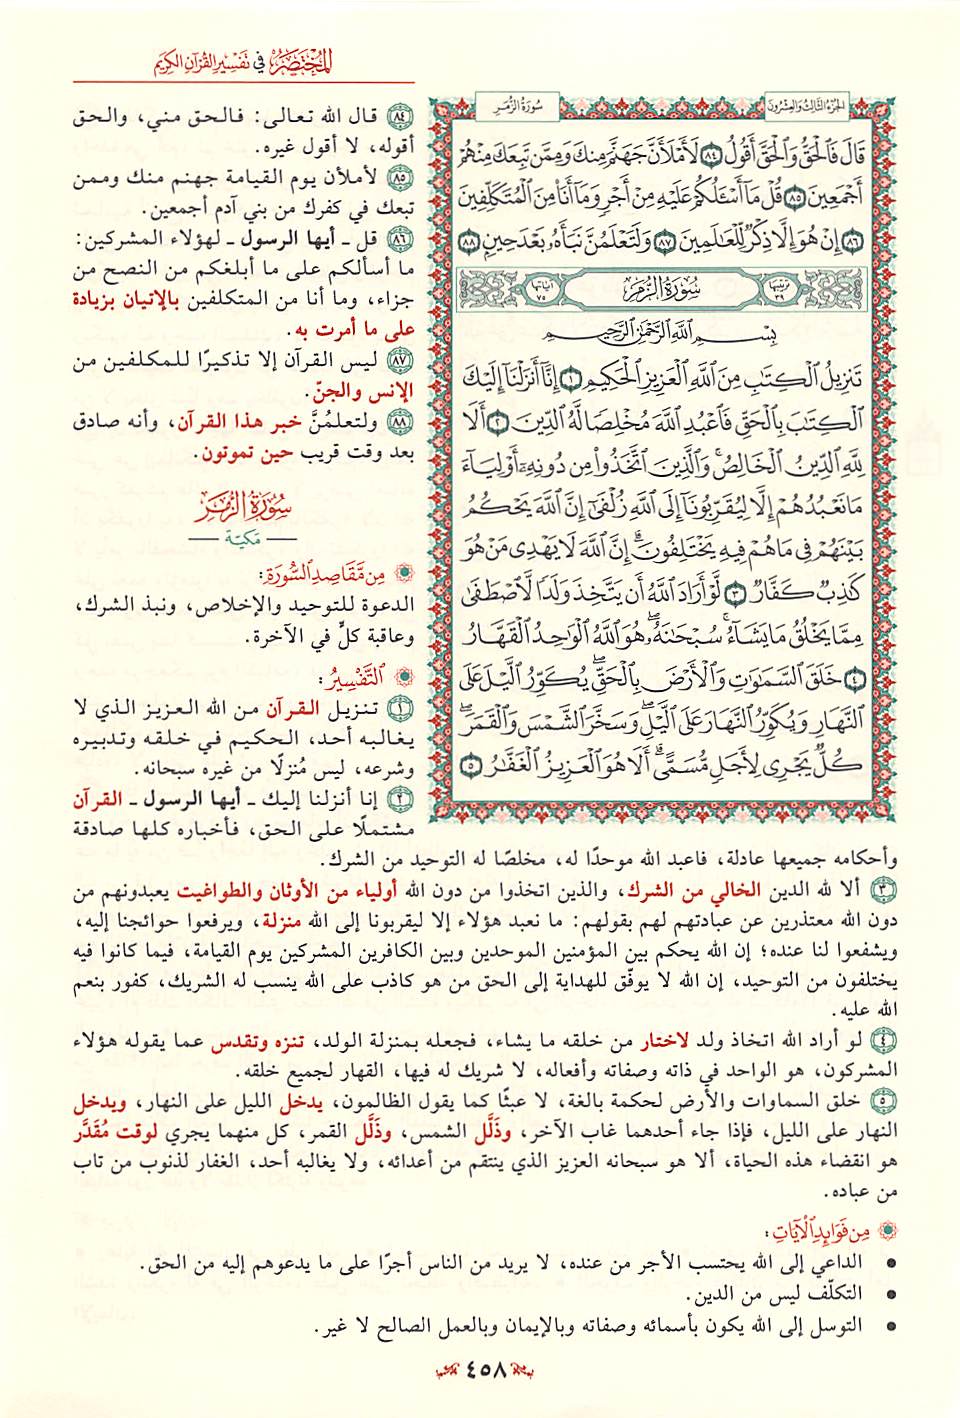 المختصر في تفسير القرآن الكريم
الجزء الثالث والعشرون
سورة الزمر
قَالَ فَٱلْحَقُّ وَٱلْحَقَّ أَقُولُ ٨٤ لَأَمْلَأَنَّ جَهَنَّمَ مِنكَ وَمِمَّن تَبِعَكَ مِنْهُمْ
أَجْمَعِينَ ٨٥ قُلْ مَآ أَسْـَٔلُكُمْ عَلَيْهِ مِنْ أَجْرٍ وَمَآ أَنَا۠ مِنَ ٱلْمُتَكَلِّفِينَ
٨٦ إِنْ هُوَ إِلَّا ذِكْرٌ لِّلْعَٰلَمِينَ ٨٧ وَلَتَعْلَمُنَّ نَبَأَهُۥ بَعْدَ حِينٍۭ ٨٨
ترتيبها ٣٩ سُورَةُ الزُّمَرِ آياتها ٧٥
بِسْمِ ٱللَّهِ ٱلرَّحْمَٰنِ ٱلرَّحِيمِ
تَنزِيلُ ٱلْكِتَٰبِ مِنَ ٱللَّهِ ٱلْعَزِيزِ ٱلْحَكِيمِ ١ إِنَّآ أَنزَلْنَآ إِلَيْكَ
ٱلْكِتَٰبَ بِٱلْحَقِّ فَٱعْبُدِ ٱللَّهَ مُخْلِصًا لَّهُ ٱلدِّينَ ٢ أَلَا
لِلَّهِ ٱلدِّينُ ٱلْخَالِصُ ۚ وَٱلَّذِينَ ٱتَّخَذُوا۟ مِن دُونِهِۦٓ أَوْلِيَآءَ
مَا نَعْبُدُهُمْ إِلَّا لِيُقَرِّبُونَآ إِلَى ٱللَّهِ زُلْفَىٰٓ إِنَّ ٱللَّهَ يَحْكُمُ
بَيْنَهُمْ فِى مَا هُمْ فِيهِ يَخْتَلِفُونَ ۗ إِنَّ ٱللَّهَ لَا يَهْدِى مَنْ هُوَ
كَٰذِبٌ كَفَّارٌ ٣ لَّوْ أَرَادَ ٱللَّهُ أَن يَتَّخِذَ وَلَدًا لَّٱصْطَفَىٰ
مِمَّا يَخْلُقُ مَا يَشَآءُ ۚ سُبْحَٰنَهُۥ ۖ هُوَ ٱللَّهُ ٱلْوَٰحِدُ ٱلْقَهَّارُ
٤ خَلَقَ ٱلسَّمَٰوَٰتِ وَٱلْأَرْضَ بِٱلْحَقِّ ۖ يُكَوِّرُ ٱلَّيْلَ عَلَى
ٱلنَّهَارِ وَيُكَوِّرُ ٱلنَّهَارَ عَلَى ٱلَّيْلِ ۖ وَسَخَّرَ ٱلشَّمْسَ وَٱلْقَمَرَ ۖ
كُلٌّ يَجْرِى لِأَجَلٍ مُّسَمًّى ۗ أَلَا هُوَ ٱلْعَزِيزُ ٱلْغَفَّٰرُ ٥
٨٤ قال الله تعالى: فالحق مني، والحق
أقوله، لا أقول غيره.
٨٥ لأملأن يوم القيامة جهنم منك وممن
تبعك في كفرك من بني آدم أجمعين.
٨٦ قل ـ أيها الرسول ـ لهؤلاء المشركين:
ما أسألكم على ما أبلغكم من النصح من
جزاء، وما أنا من المتكلفين بالإتيان بزيادة
على ما أمرت به.
٨٧ ليس القرآن إلا تذكيرًا للمكلفين من
الإنس والجنّ.
٨٨ ولتعلمُنَّ خبر هذا القرآن، وأنه صادق
بعد وقت قريب حين تموتون.
سُورَةُ الزُّمَرِ
مَكيّة
من مقاصد السورة:
الدعوة للتوحيد والإخلاص، ونبذ الشرك،
وعاقبة كلٍّ في الآخرة.
التفسير:
١ تنزيل القرآن من الله العزيز الذي لا
يغالبه أحد، الحكيم في خلقه وتدبيره
وشرعه، ليس مُنزلًا من غيره سبحانه.
٢ إنا أنزلنا إليك ـ أيها الرسول ـ القرآن
مشتملًا على الحق، فأخباره كلها صادقة
وأحكامه جميعها عادلة، فاعبد الله موحدًا له، مخلصًا له التوحيد من الشرك.
٣ ألا لله الدين الخالي من الشرك، والذين اتخذوا من دون الله أولياء من الأوثان والطواغيت يعبدونهم من
دون الله معتذرين عن عبادتهم لهم بقولهم: ما نعبد هؤلاء إلا ليقربونا إلى الله منزلة، ويرفعوا حوائجنا إليه،
ويشفعوا لنا عنده؛ إن الله يحكم بين المؤمنين الموحدين وبين الكافرين المشركين يوم القيامة، فيما كانوا فيه
يختلفون من التوحيد، إن الله لا يوفّق للهداية إلى الحق من هو كاذب على الله ينسب له الشريك، كفور بنعم
الله عليه.
٤ لو أراد الله اتخاذ ولد لاختار من خلقه ما يشاء، فجعله بمنزلة الولد، تنزه وتقدس عما يقوله هؤلاء
المشركون، هو الواحد في ذاته وصفاته وأفعاله، لا شريك له فيها، القهار لجميع خلقه.
٥ خلق السماوات والأرض لحكمة بالغة، لا عبثًا كما يقول الظالمون، يدخل الليل على النهار، ويدخل
النهار على الليل، فإذا جاء أحدهما غاب الآخر، وذَلَّل الشمس، وذَلَّل القمر، كل منهما يجري لوقت مُقَدَّر
هو انقضاء هذه الحياة، ألا هو سبحانه العزيز الذي ينتقم من أعدائه، ولا يغالبه أحد، الغفار لذنوب من تاب
من عباده.
من فوائد الآيات:
• الداعي إلى الله يحتسب الأجر من عنده، لا يريد من الناس أجرًا على ما يدعوهم إليه من الحق.
• التكلّف ليس من الدين.
• التوسل إلى الله يكون بأسمائه وصفاته وبالإيمان وبالعمل الصالح لا غير.
٤٥٨